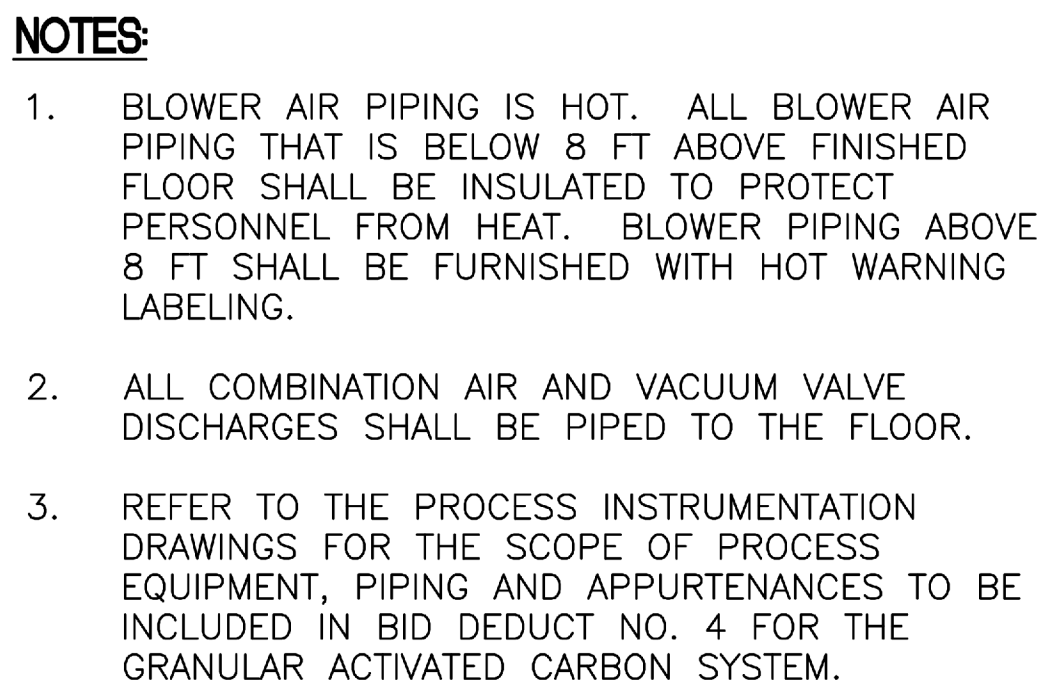 NOTES:
1. BLOWER AIR PIPING IS HOT. ALL BLOWER AIR
PIPING THAT IS BELOW 8 FT ABOVE FINISHED
FLOOR SHALL BE INSULATED TO PROTECT
PERSONNEL FROM HEAT. BLOWER PIPING ABOVE
8 FT SHALL BE FURNISHED WITH HOT WARNING
LABELING.
2. ALL COMBINATION AIR AND VACUUM VALVE
DISCHARGES SHALL BE PIPED TO THE FLOOR.
3. REFER TO THE PROCESS INSTRUMENTATION
DRAWINGS FOR THE SCOPE OF PROCESS
EQUIPMENT, PIPING AND APPURTENANCES TO BE
INCLUDED IN BID DEDUCT NO. 4 FOR THE
GRANULAR ACTIVATED CARBON SYSTEM.